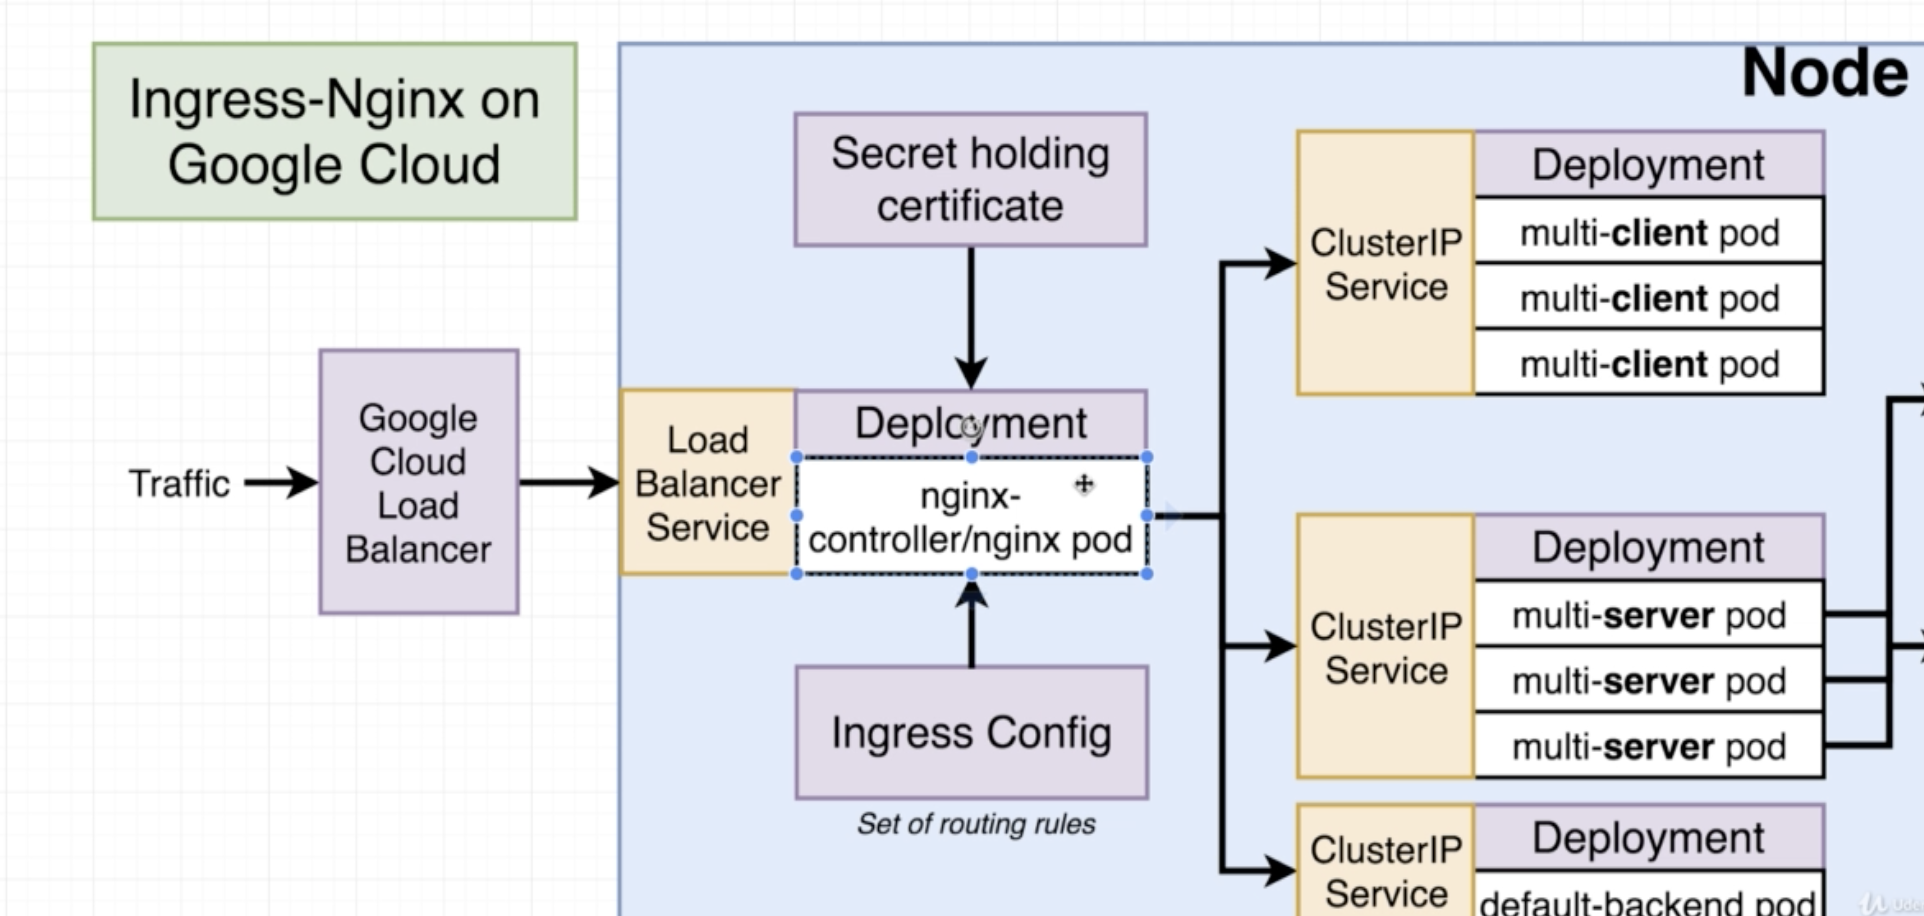 Ingress-Nginx on
Google Cloud
Node
Secret holding
certificate
Traffic
Google
Cloud
Load
Balancer
Load
Balancer
Service
Deployment
nginx-
controller/nginx pod
Ingress Config
Set of routing rules
ClusterIP
Service
Deployment
multi-client pod
multi-client pod
multi-client pod
ClusterIP
Service
Deployment
multi-server pod
multi-server pod
multi-server pod
ClusterIP
Service
Deployment
default-backend pod